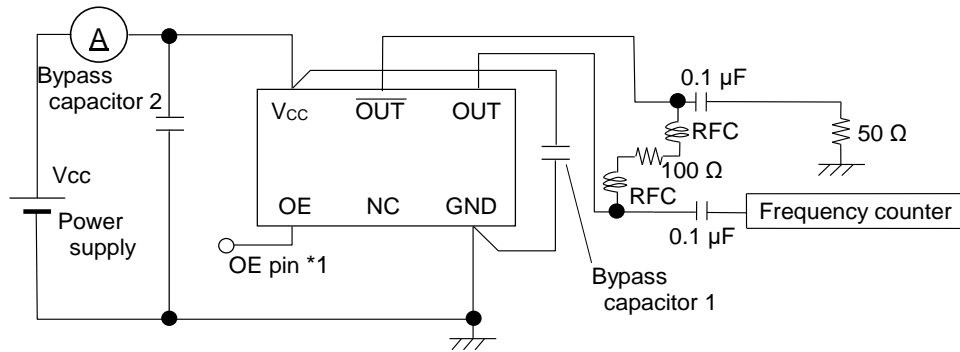 A
Bypass
capacitor 2
Vcc
Power
supply
VCC
OUT
OUT
OE
NC
GND
OE pin *1
Bypass
capacitor 1
0.1 µF
RFC
100 Ω
RFC
50 Ω
0.1 µF
Frequency counter